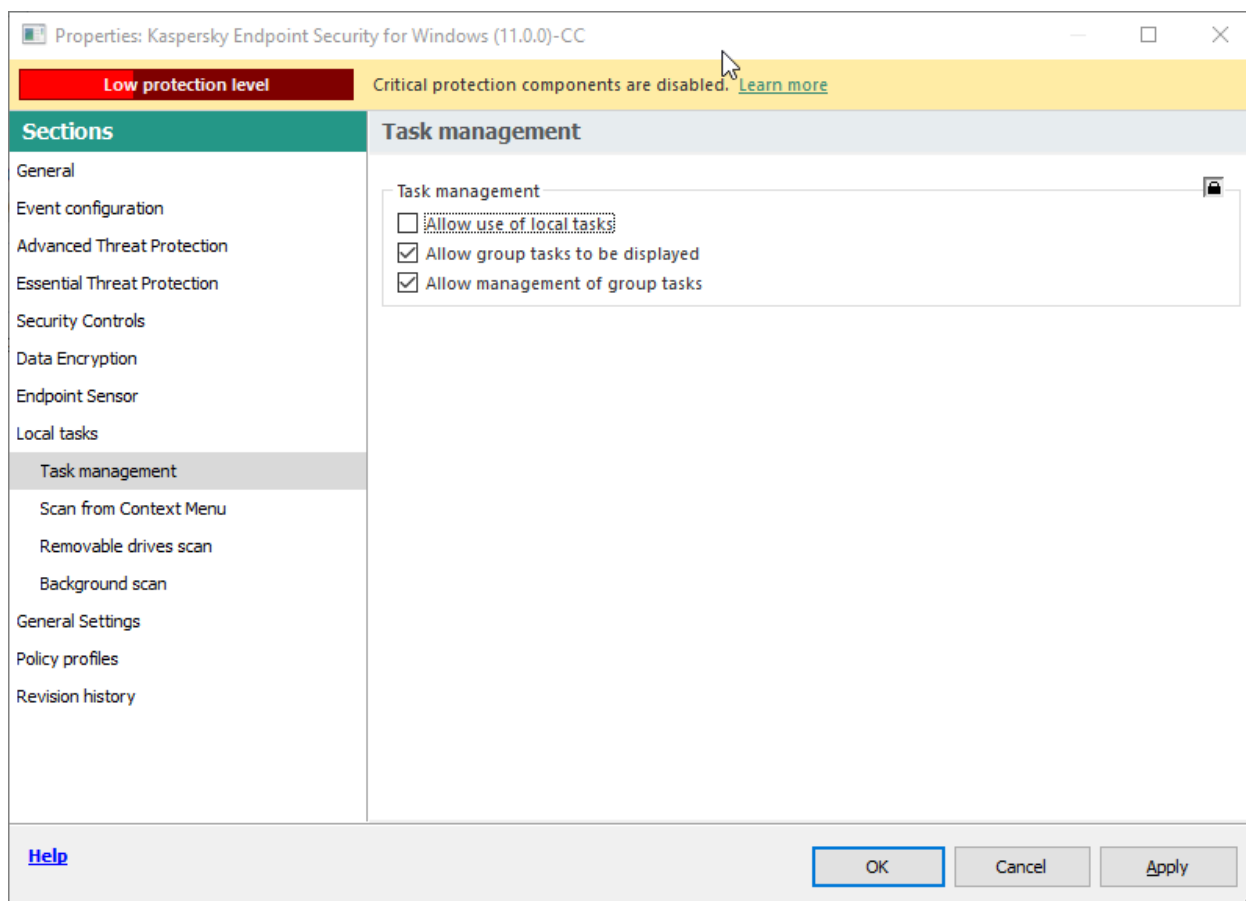 Properties: Kaspersky Endpoint Security for Windows (11.0.0)-CC
Low protection level
Critical protection components are disabled. Learn more
Sections
Task management
General
Event configuration
Advanced Threat Protection
Essential Threat Protection
Security Controls
Data Encryption
Endpoint Sensor
Local tasks
Task management
Scan from Context Menu
Removable drives scan
Background scan
General Settings
Policy profiles
Revision history
Task management
Allow use of local tasks
Allow group tasks to be displayed
Allow management of group tasks
Help
OK
Cancel
Apply